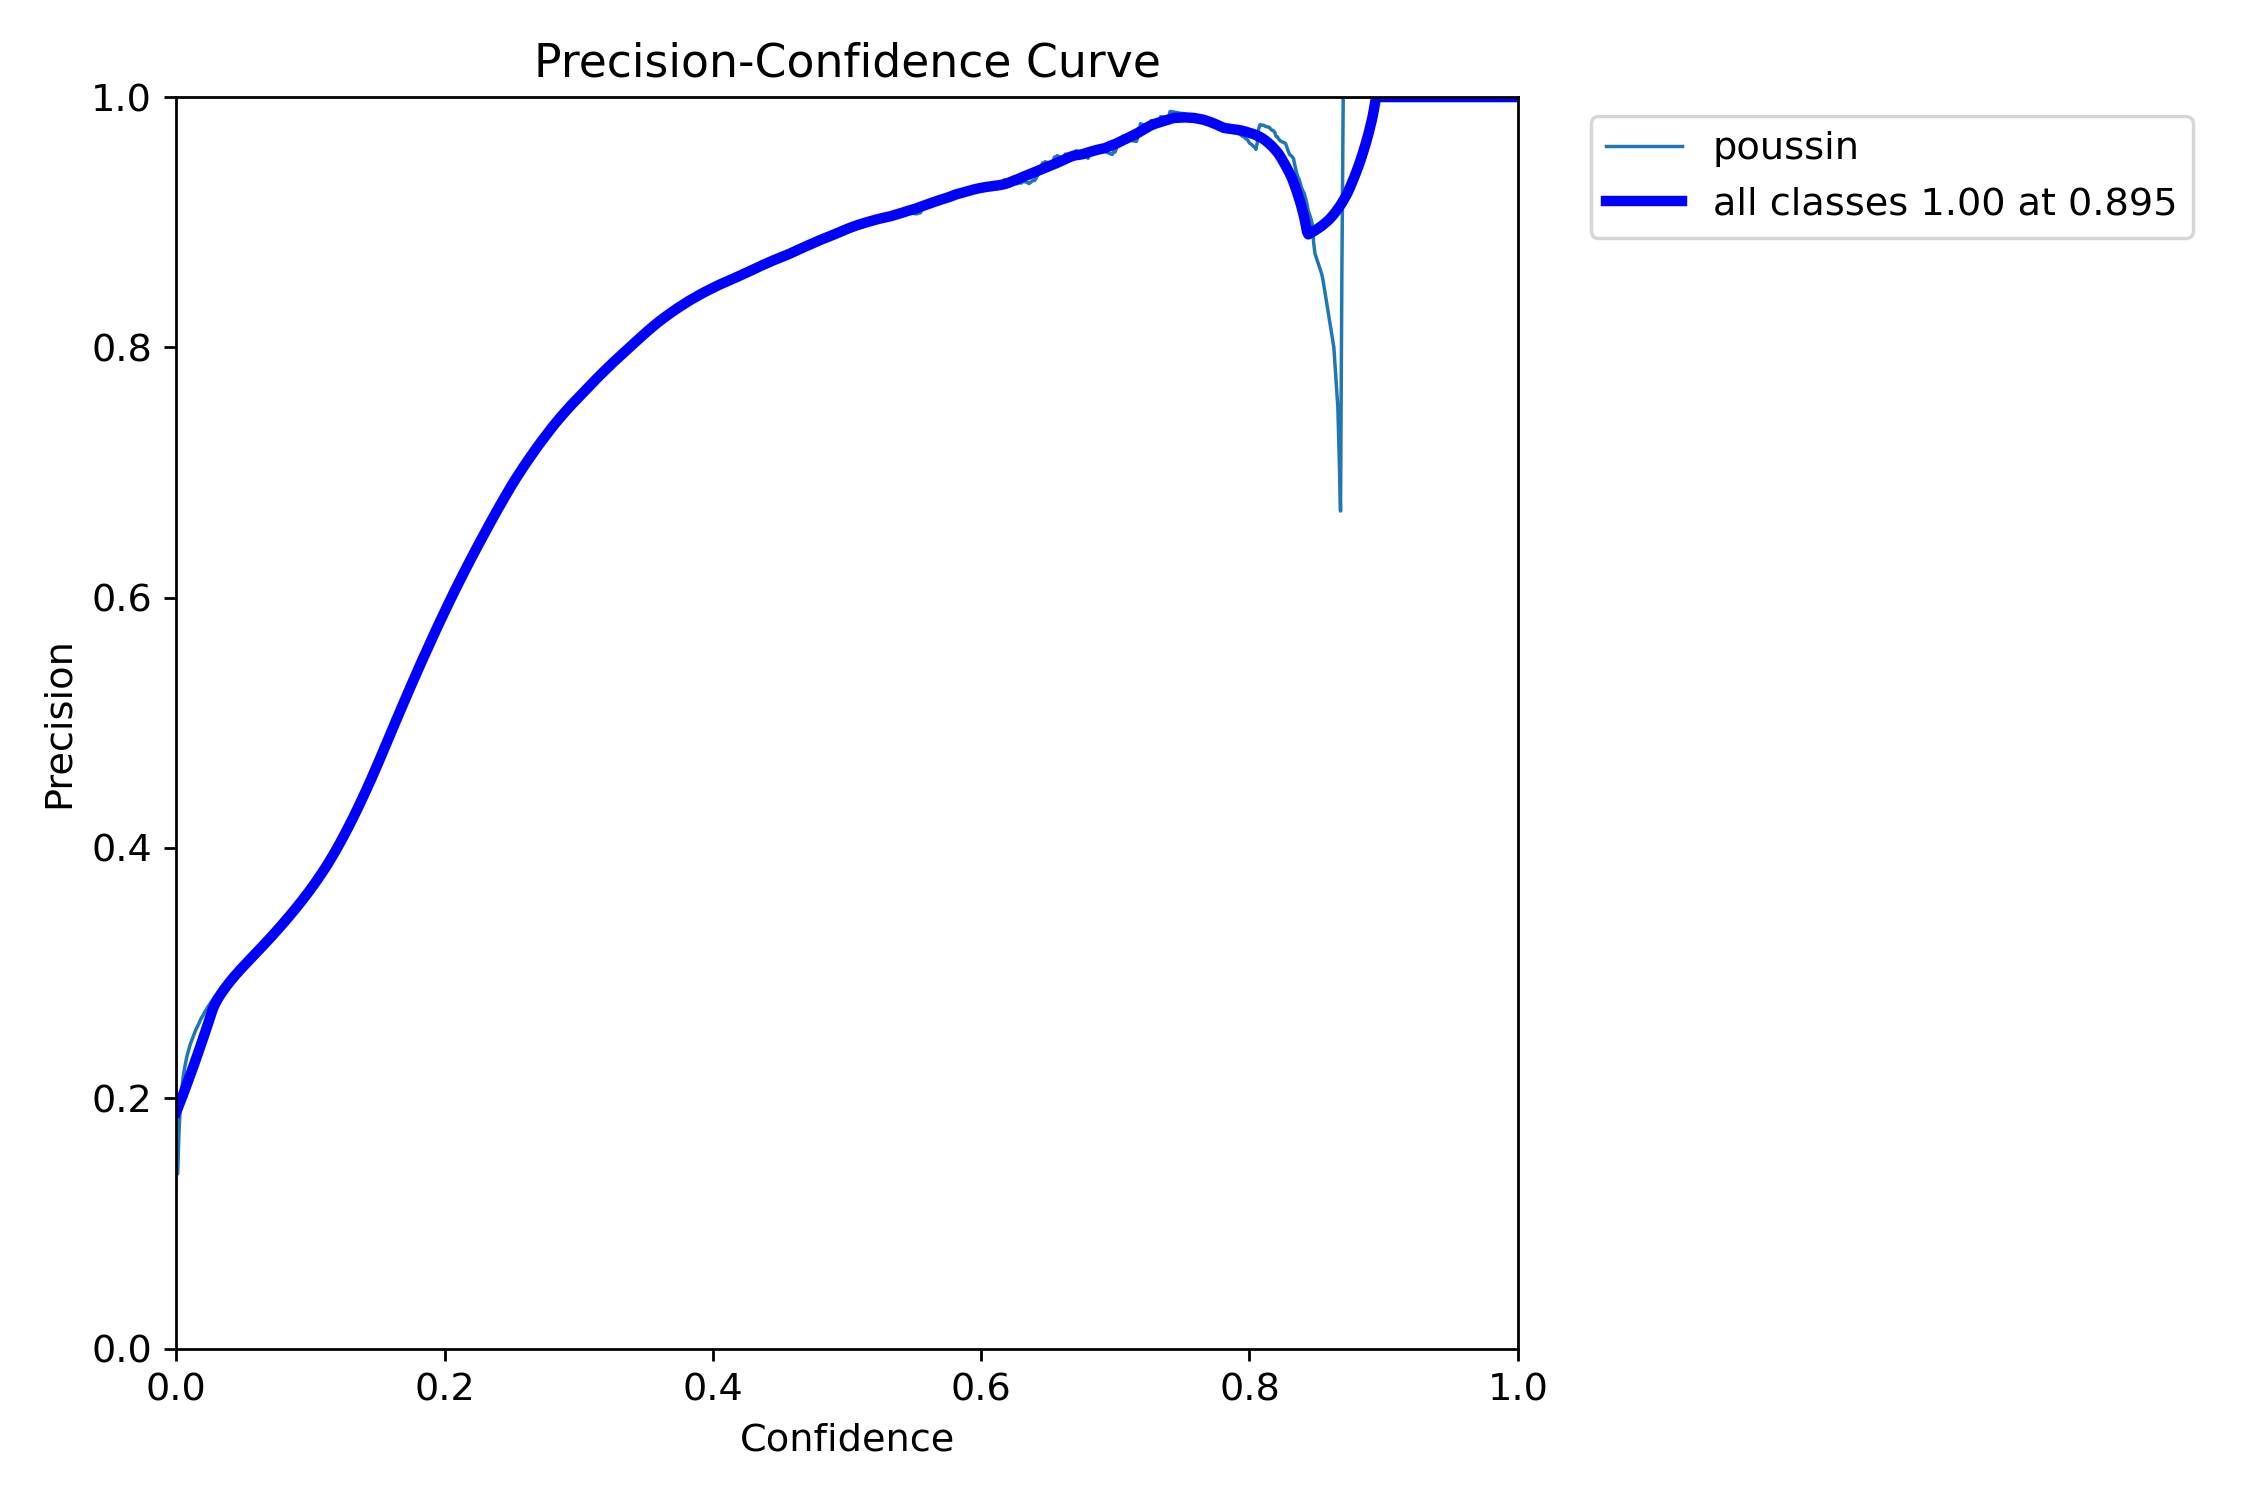 Precision-Confidence Curve
1.0
0.8
0.6
0.4
0.2
0.0
Precision
0.0 0.2 0.4 0.6 0.8 1.0
Confidence
poussin
all classes 1.00 at 0.895